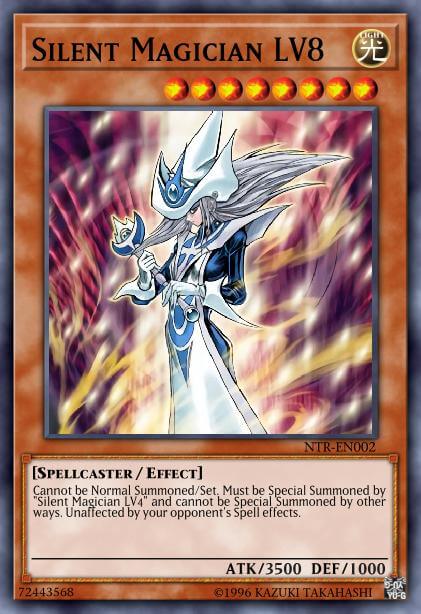 Silent Magician LV8
LIGHT
光
NTR-EN002
[Spellcaster / Effect]
Cannot be Normal Summoned/Set. Must be Special Summoned by
"Silent Magician LV4" and cannot be Special Summoned by other
ways. Unaffected by your opponent's Spell effects.
ATK/3500 DEF/1000
72443568
©1996 KAZUKI TAKAHASHI